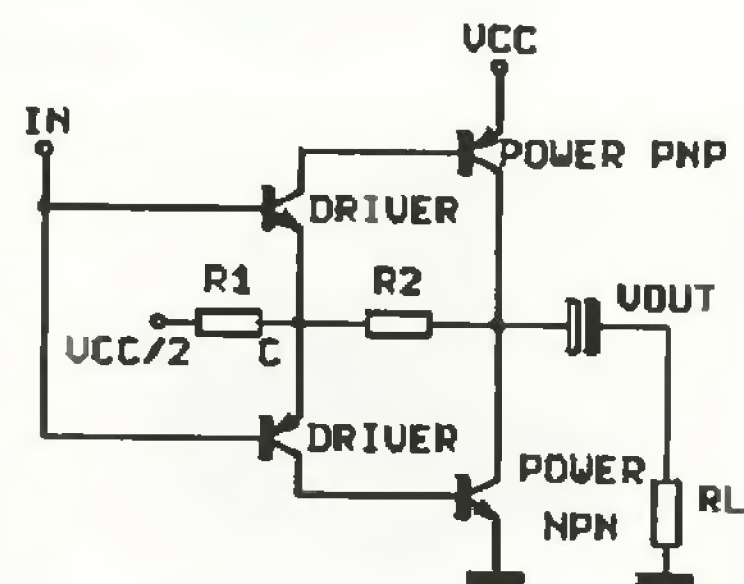 VCC
IN
POWER PNP
DRIVER
R1
R2
VOUT
VCC/2
C
DRIVER
POWER
NPN
RL